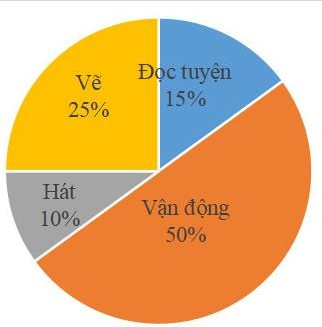 Vẽ
25%
Đọc tuyện
15%
Hát
10%
Vận động
50%